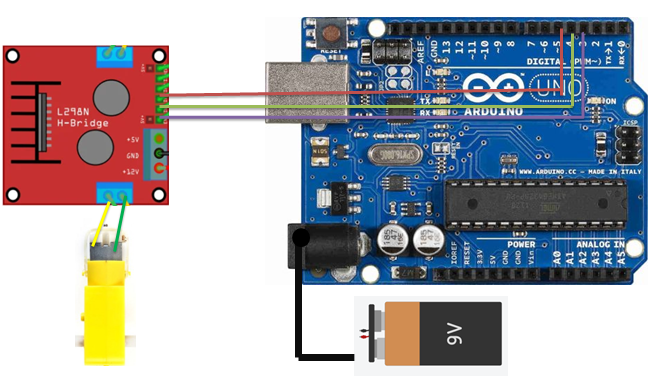 L298N
H-Bridge
+5V
GND
+12V
RESET
AREF
GND
13
12
~11
~10
~9
8
7
~6
~5
4
2
TX→1
RX←0
DIGITAL (PWM~)
UNO
TX
RX
ARDUINO
ON
ICSP
WWW.ARDUINO.CC - MADE IN ITALY
IOREF
RESET
3.3V
5V
GND
GND
Vin
POWER
ANALOG IN
A0
A1
A2
A3
A4
A5
9V